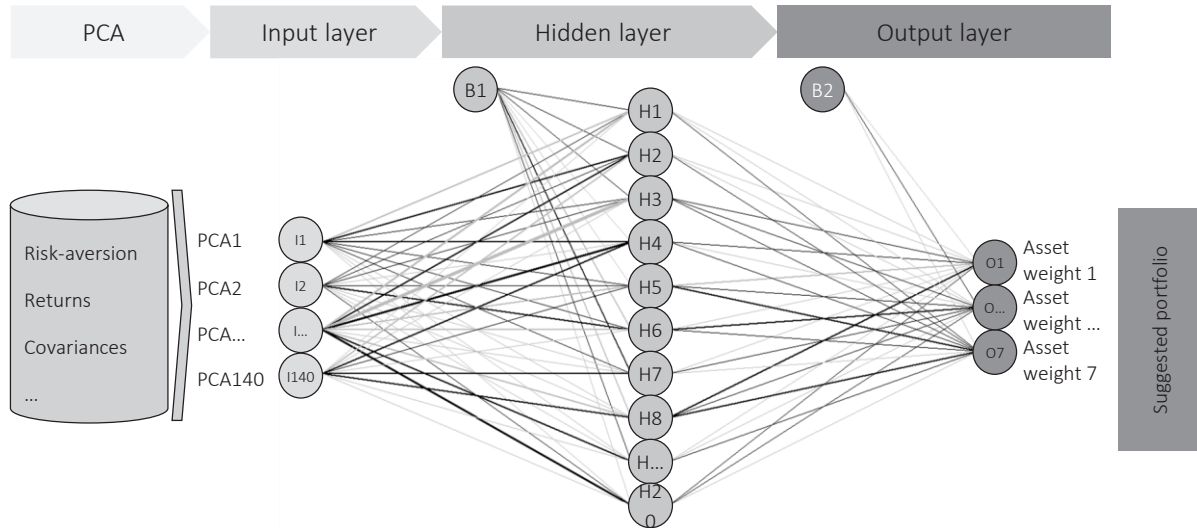 PCA
Input layer
Hidden layer
Output layer
B1
B2
H1
H2
H3
H4
H5
H6
H7
H8
H...
H2
0
Risk-aversion
Returns
Covariances
...
PCA1
PCA2
PCA...
PCA140
I1
I2
I...
I140
O1
O...
O7
Asset
weight 1
Asset
weight ...
Asset
weight 7
Suggested portfolio